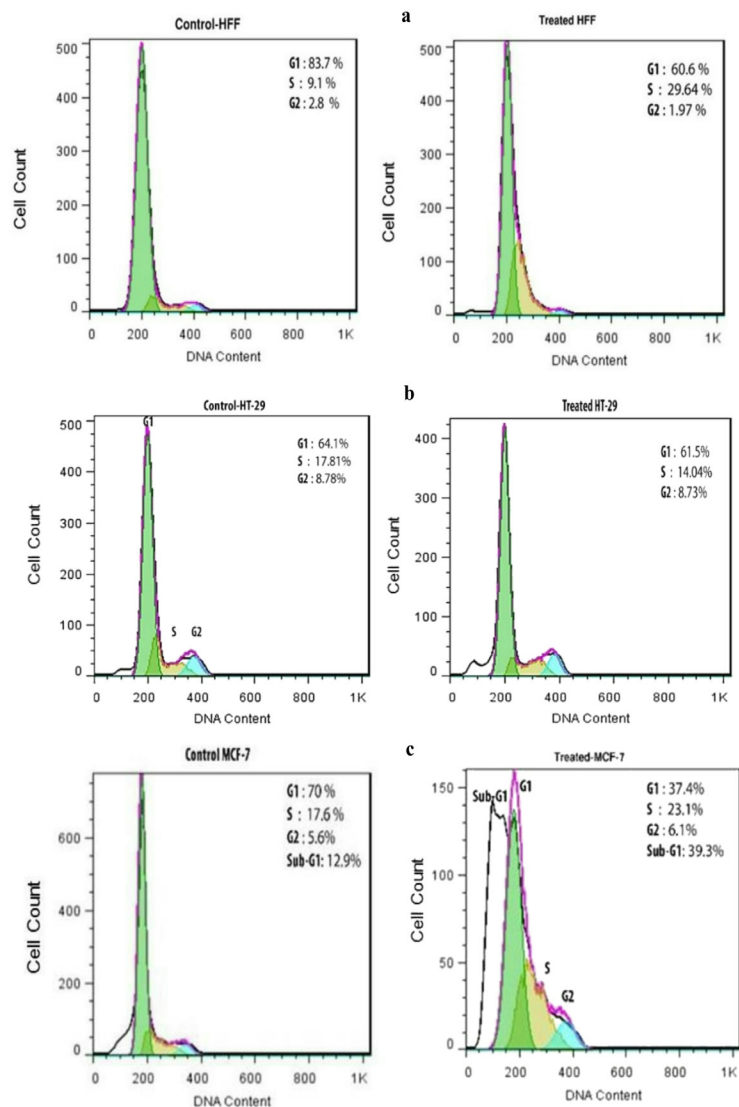 a
Control-HFF
G1 : 83.7 %
S : 9.1 %
G2 : 2.8 %
500
400
300
200
100
0
Cell Count
0 200 400 600 800 1K
DNA Content
Treated HFF
G1 : 60.6 %
S : 29.64 %
G2 : 1.97 %
500
400
300
200
100
0
Cell Count
0 200 400 600 800 1K
DNA Content
b
Control-HT-29
G1
G1 : 64.1%
S : 17.81%
G2 : 8.78%
S G2
500
400
300
200
100
0
Cell Count
0 200 400 600 800 1K
DNA Content
Treated HT-29
G1 : 61.5%
S : 14.04%
G2 : 8.73%
400
300
200
100
0
Cell Count
0 200 400 600 800 1K
DNA Content
c
Control MCF-7
G1 : 70 %
S : 17.6%
G2 : 5.6%
Sub-G1: 12.9%
600
400
200
0
Cell Count
0 200 400 600 800 1K
DNA Content
Treated-MCF-7
Sub-G1 G1
G1 : 37.4%
S : 23.1%
G2 : 6.1%
Sub-G1: 39.3%
S
G2
150
100
50
0
Cell Count
0 200 400 600 800 1K
DNA Content